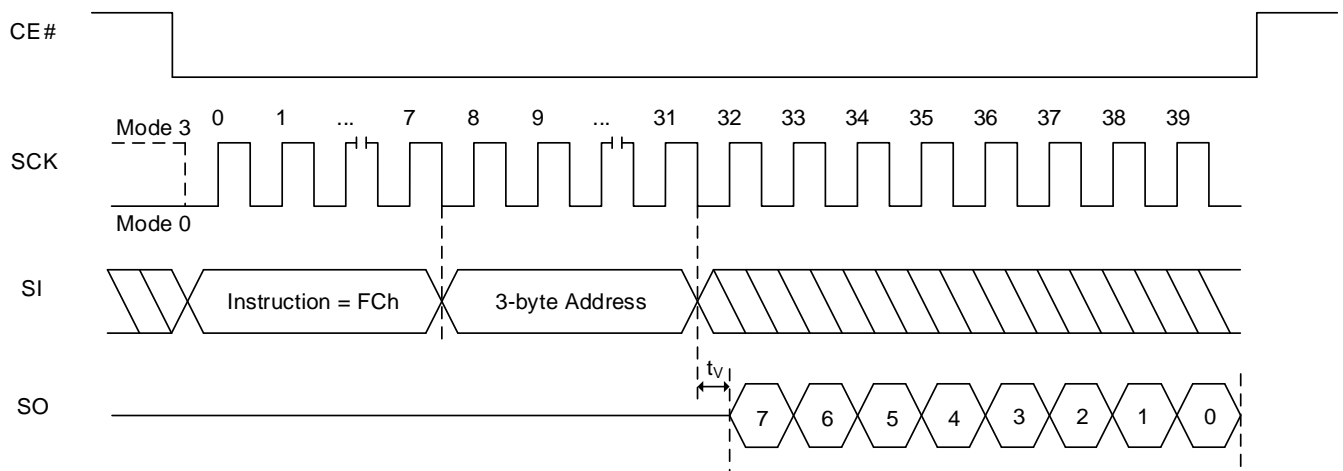 CE#
Mode 3
0 1 ... 7 8 9 ... 31 32 33 34 35 36 37 38 39
SCK
Mode 0
SI
Instruction = FCh
3-byte Address
tV
SO
7 6 5 4 3 2 1 0